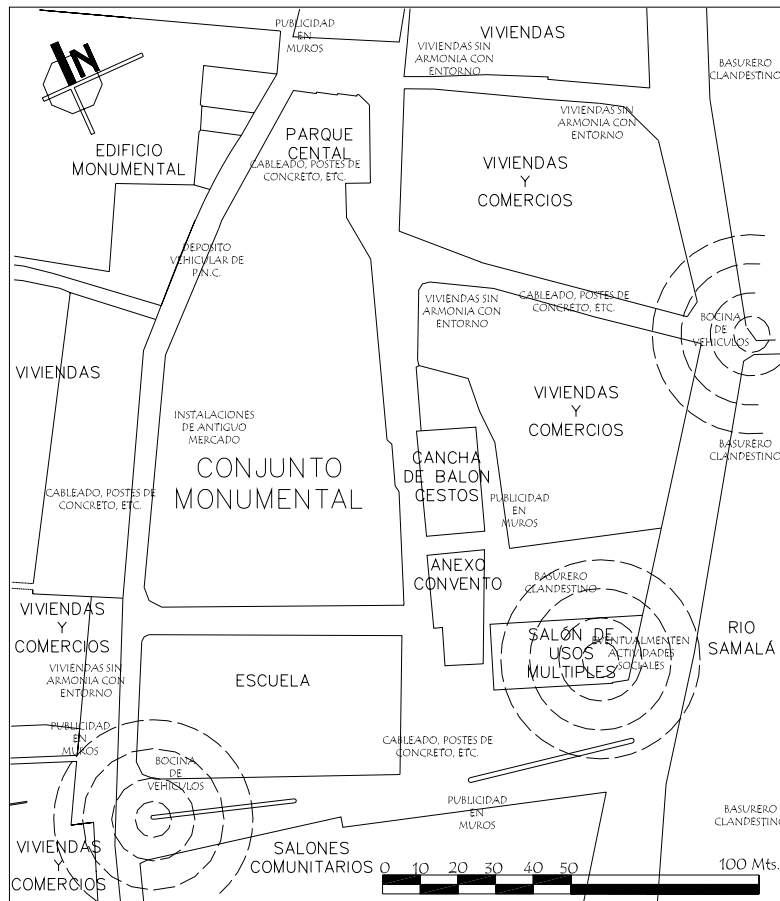 PUBLICIDAD
EN
MUROS
VIVIENDAS
VIVIENDAS SIN
ARMONIA CON
ENTORNO
BASURERO
CLANDESTINO
N
EDIFICIO
MONUMENTAL
PARQUE
CENTAL
CABLEADO, POSTES DE
CONCRETO, ETC.
VIVIENDAS SIN
ARMONIA CON
ENTORNO
VIVIENDAS
Y
COMERCIOS
DEPOSITO
VEHICULAR DE
P.N.C.
VIVIENDAS SIN
ARMONIA CON
ENTORNO
CABLEADO, POSTES DE
CONCRETO, ETC.
BOCINA
DE
VEHICULOS
VIVIENDAS
INSTALACIONES
DE ANTIGUO
MERCADO
VIVIENDAS
Y
COMERCIOS
BASURERO
CLANDESTINO
CONJUNTO
MONUMENTAL
CANCHA
DE BALON
CESTOS
CABLEADO, POSTES DE
CONCRETO, ETC.
PUBLICIDAD
EN
MUROS
ANEXO
CONVENTO
BASURERO
CLANDESTINO
VIVIENDAS
Y
COMERCIOS
VIVIENDAS SIN
ARMONIA CON
ENTORNO
ESCUELA
SALÓN DE
USOS
MULTIPLES
EVENTUALMENTEN
ACTIVIDADES
SOCIALES
RIO
SAMALÁ
PUBLICIDAD
EN
MUROS
BOCINA
DE
VEHICULOS
CABLEADO, POSTES DE
CONCRETO, ETC.
PUBLICIDAD
EN
MUROS
BASURERO
CLANDESTINO
VIVIENDAS
Y
COMERCIOS
SALONES
COMUNITARIOS
0 10 20 30 40 50 100 Mts.